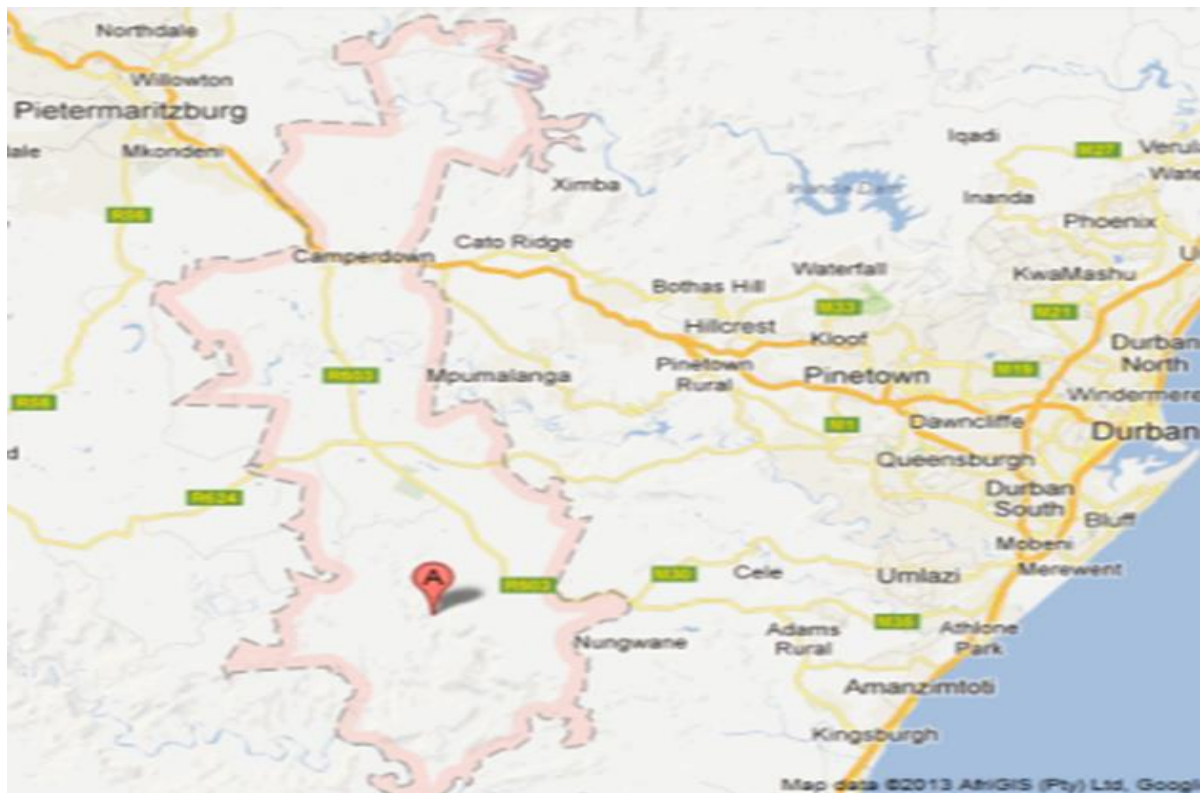 Northdale
Willowton
Pietermaritzburg
Mkondeni
R56
Iqadi
M27
Ximba
Inanda Dam
Inanda
Phoenix
Camperdown
Cato Ridge
Bothas Hill
Waterfall
KwaMashu
M33
M21
Hillcrest
Kloof
Durban
North
R603
Mpumalanga
Pinetown
Rural
Pinetown
M19
R56
Windermere
M1
Dawncliffe
Durban
Queensburgh
R624
Durban
South
Bluff
Mobeni
A
R603
M30
Cele
Umlazi
Merewent
Nungwane
Adams
Rural
M35
Athlone
Park
Amanzimtoti
Kingsburgh
Map data ©2013 AfriGIS (Pty) Ltd, Google